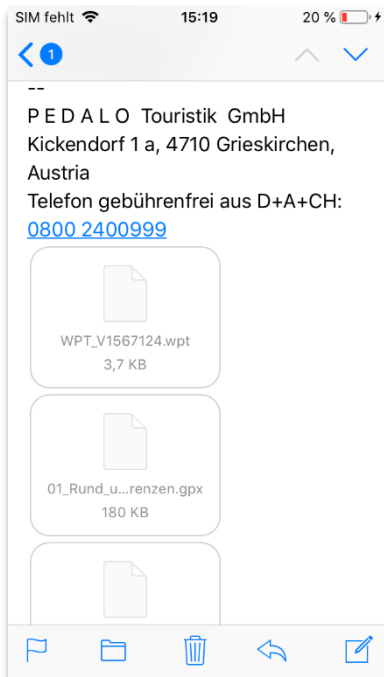 SIM fehlt 15:19 20 %
1
--
P E D A L O Touristik GmbH
Kickendorf 1 a, 4710 Grieskirchen,
Austria
Telefon gebührenfrei aus D+A+CH:
0800 2400999
WPT_V1567124.wpt
3,7 KB
01_Rund_u...renzen.gpx
180 KB